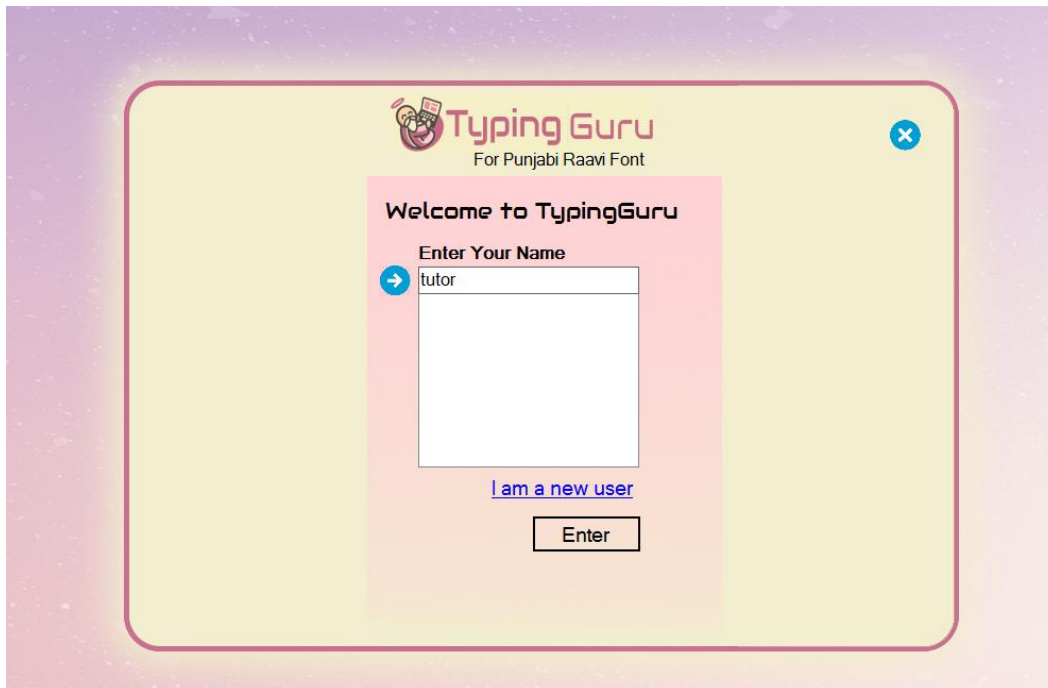 Typing Guru
For Punjabi Raavi Font
Welcome to TypingGuru
Enter Your Name
tutor
I am a new user
Enter